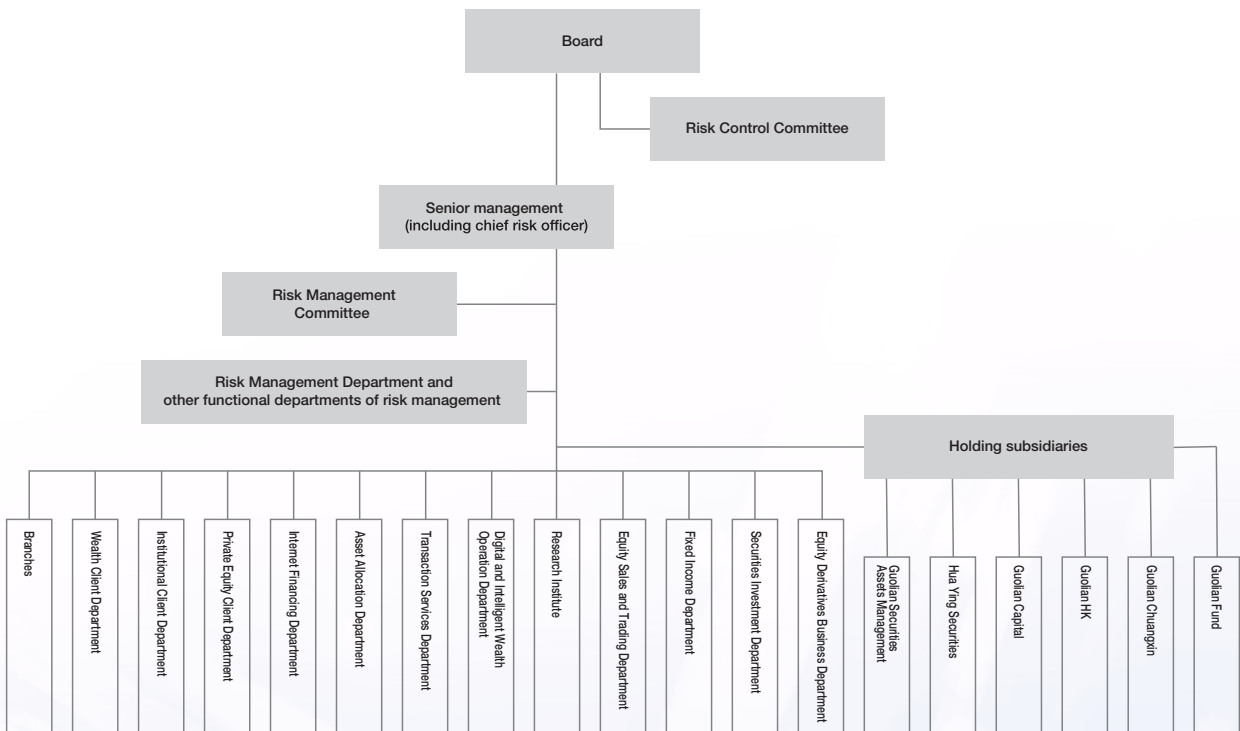 Board
Risk Control Committee
Senior management
(including chief risk officer)
Risk Management
Committee
Risk Management Department and
other functional departments of risk management
Holding subsidiaries
Branches
Wealth Client Department
Institutional Client Department
Private Equity Client Department
Internet Financing Department
Asset Allocation Department
Transaction Services Department
Digital and Intelligent Wealth
Operation Department
Research Institute
Equity Sales and Trading Department
Fixed Income Department
Securities Investment Department
Equity Derivatives Business Department
Guolian Securities
Assets Management
Hua Ying Securities
Guolian Capital
Guolian HK
Guolian Chuangxin
Guolian Fund